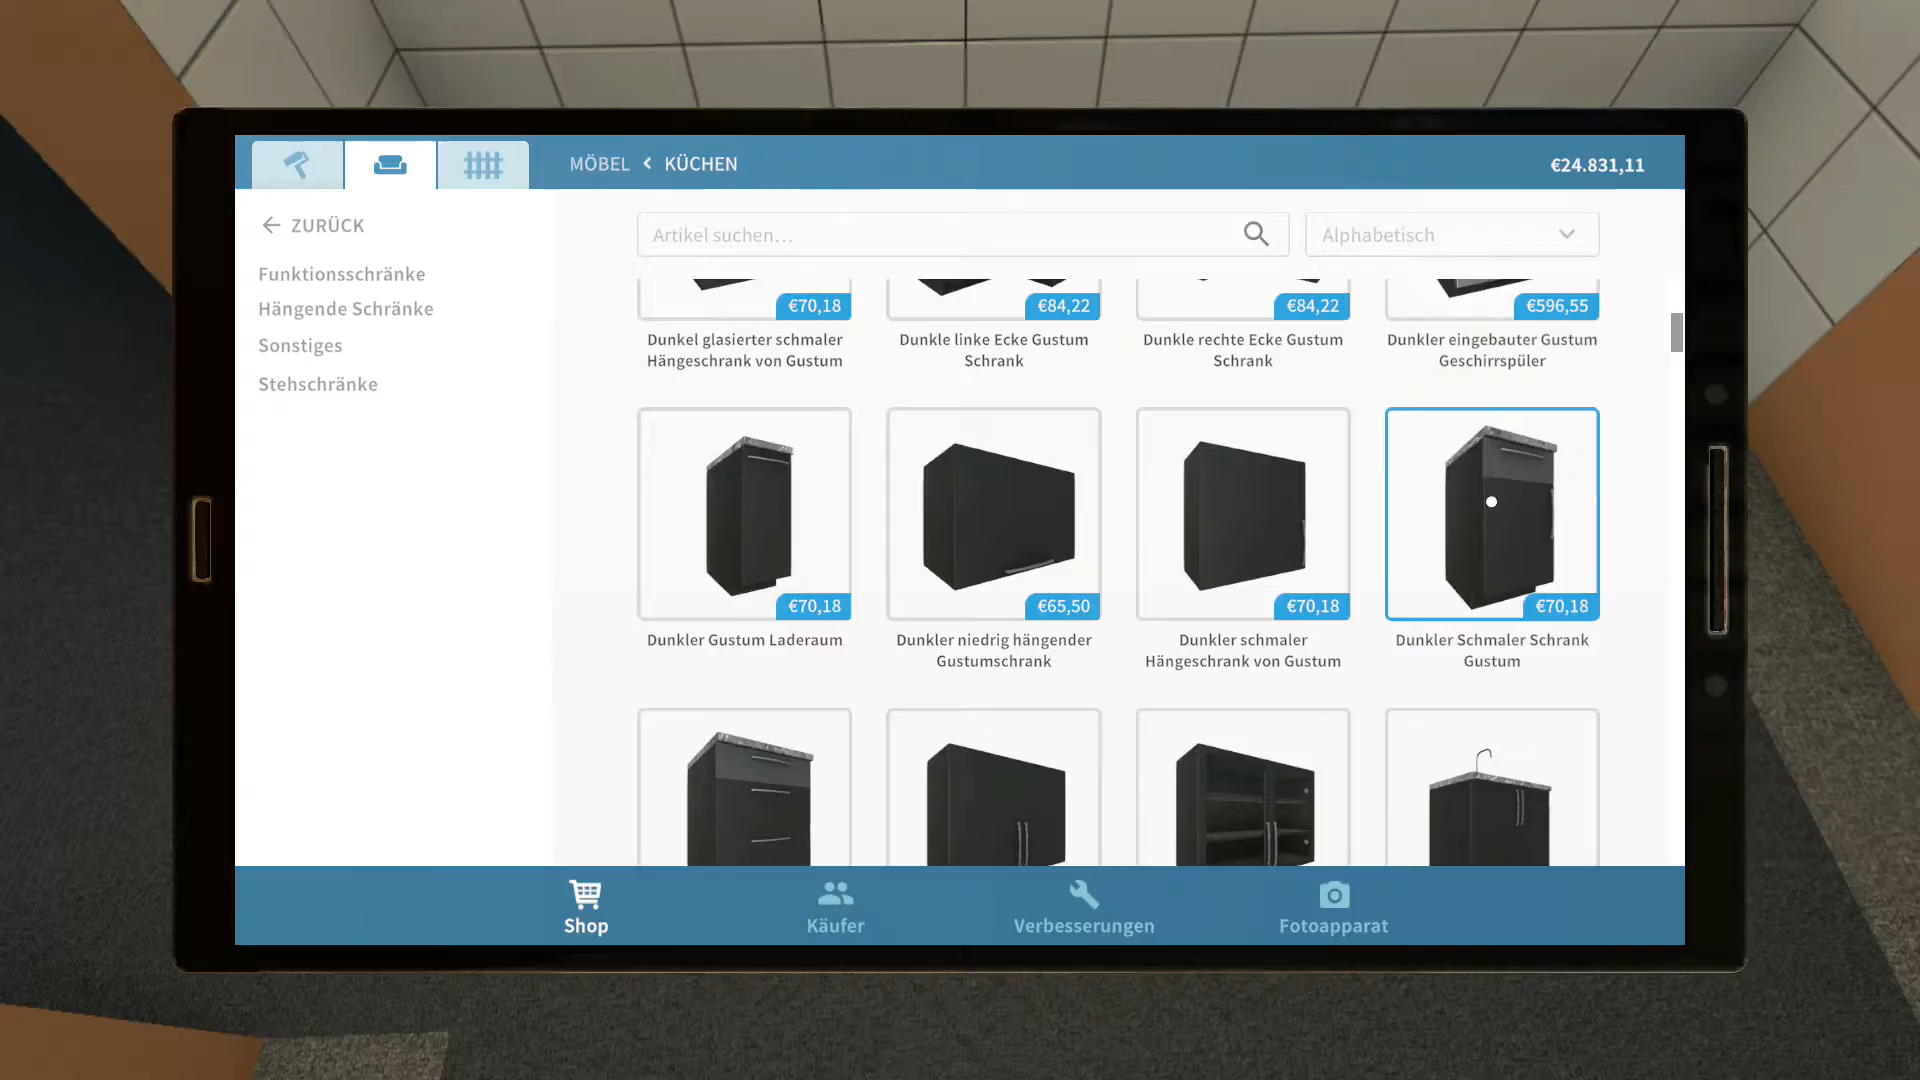 MÖBEL < KÜCHEN
€24.831,11
ZURÜCK
Funktionsschränke
Hängende Schränke
Sonstiges
Stehschränke
Artikel suchen...
Alphabetisch
€70,18
€84,22
€84,22
€596,55
Dunkel glasierter schmaler
Hängeschrank von Gustum
Dunkle linke Ecke Gustum
Schrank
Dunkle rechte Ecke Gustum
Schrank
Dunkler eingebauter Gustum
Geschirrspüler
€70,18
€65,50
€70,18
€70,18
Dunkler Gustum Laderaum
Dunkler niedrig hängender
Gustumschrank
Dunkler schmaler
Hängeschrank von Gustum
Dunkler Schmaler Schrank
Gustum
Shop
Käufer
Verbesserungen
Fotoapparat